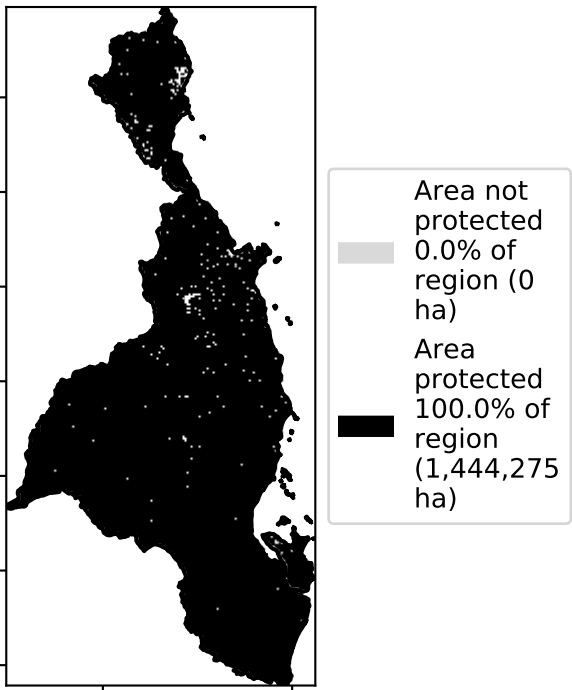 Area not
protected
0.0% of
region (0
ha)
Area
protected
100.0% of
region
(1,444,275
ha)